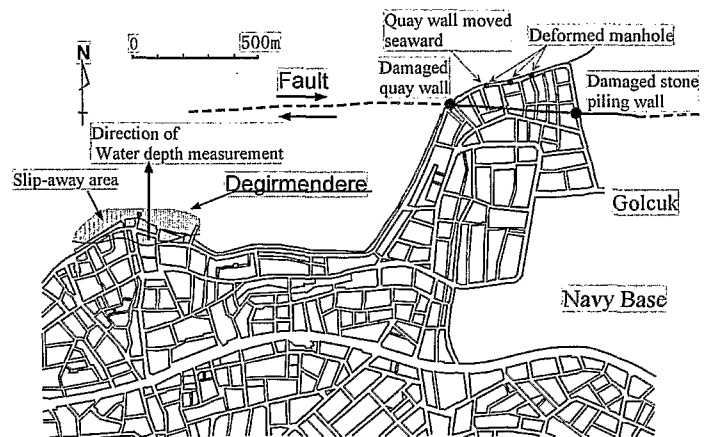 N
0 500m
Quay wall moved
seaward
Deformed manhole
Damaged
quay wall
Damaged stone
piling wall
Fault
Direction of
Water depth measurement
Slip-away area
Degirmendere
Golcuk
Navy Base